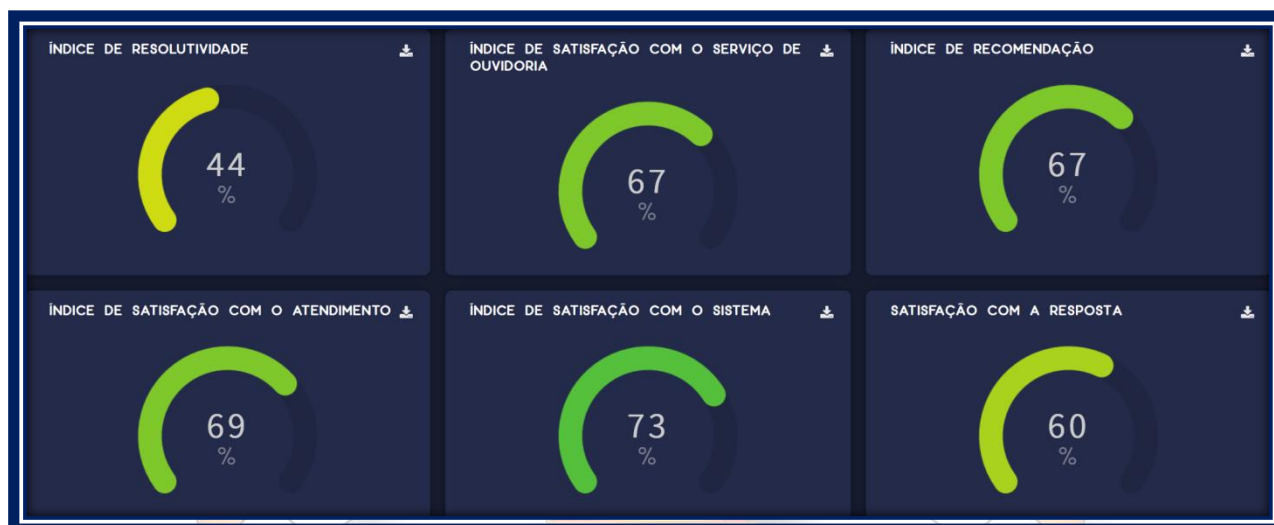 ÍNDICE DE RESOLUTIVIDADE
44
%
ÍNDICE DE SATISFAÇÃO COM O SERVIÇO DE
OUVIDORIA
67
%
ÍNDICE DE RECOMENDAÇÃO
67
%
ÍNDICE DE SATISFAÇÃO COM O ATENDIMENTO
69
%
ÍNDICE DE SATISFAÇÃO COM O SISTEMA
73
%
SATISFAÇÃO COM A RESPOSTA
60
%